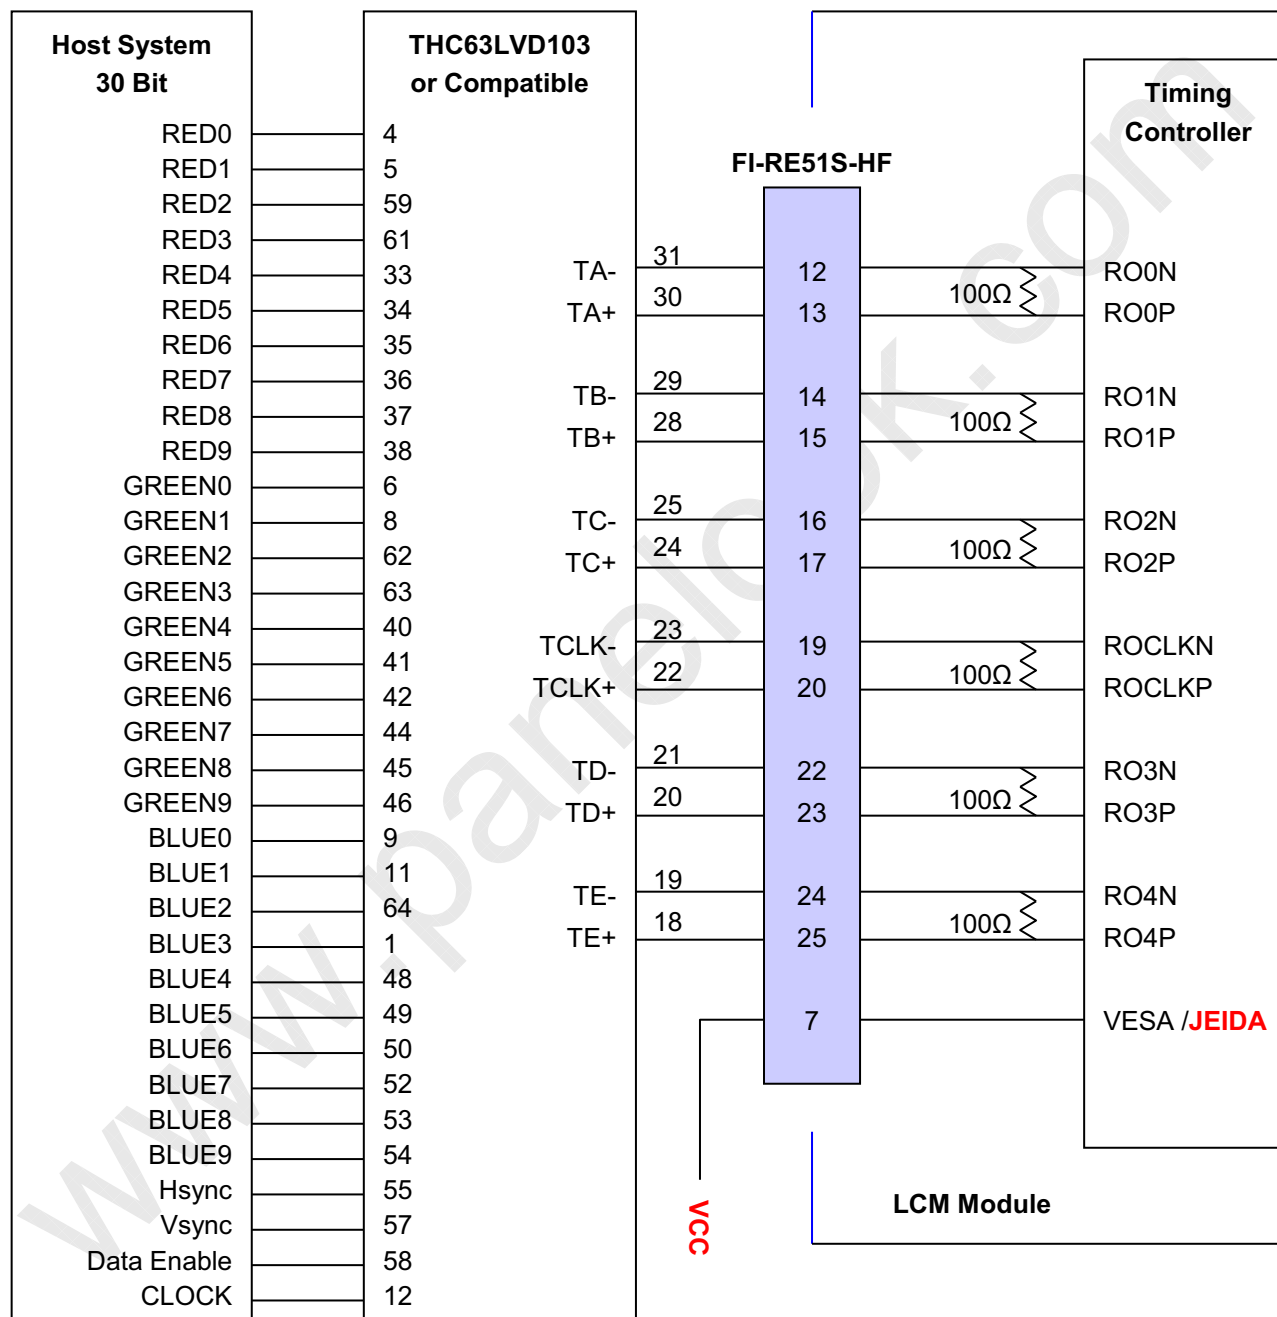 Host System
30 Bit
RED0
RED1
RED2
RED3
RED4
RED5
RED6
RED7
RED8
RED9
GREEN0
GREEN1
GREEN2
GREEN3
GREEN4
GREEN5
GREEN6
GREEN7
GREEN8
GREEN9
BLUE0
BLUE1
BLUE2
BLUE3
BLUE4
BLUE5
BLUE6
BLUE7
BLUE8
BLUE9
Hsync
Vsync
Data Enable
CLOCK
THC63LVD103
or Compatible
4
5
59
61
33
34
35
36
37
38
6
8
62
63
40
41
42
44
45
46
9
11
64
1
48
49
50
52
53
54
55
57
58
12
TA-
TA+
TB-
TB+
TC-
TC+
TCLK-
TCLK+
TD-
TD+
TE-
TE+
31
30
29
28
25
24
23
22
21
20
19
18
FI-RE51S-HF
12
13
14
15
16
17
19
20
22
23
24
25
7
VCC
100Ω
100Ω
100Ω
100Ω
100Ω
100Ω
Timing
Controller
RO0N
RO0P
RO1N
RO1P
RO2N
RO2P
ROCLKN
ROCLKP
RO3N
RO3P
RO4N
RO4P
VESA /JEIDA
LCM Module
www.panelook.com